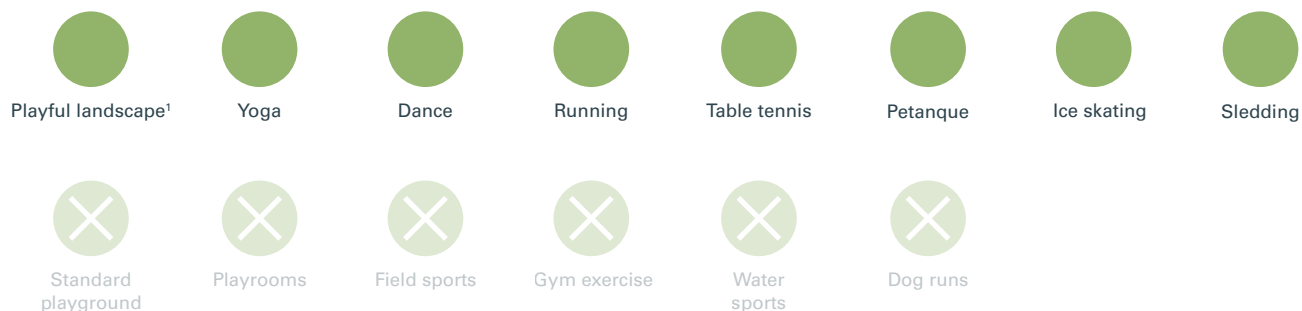 Playful landscape¹
Yoga
Dance
Running
Table tennis
Petanque
Ice skating
Sledding
Standard
playground
Playrooms
Field sports
Gym exercise
Water
sports
Dog runs